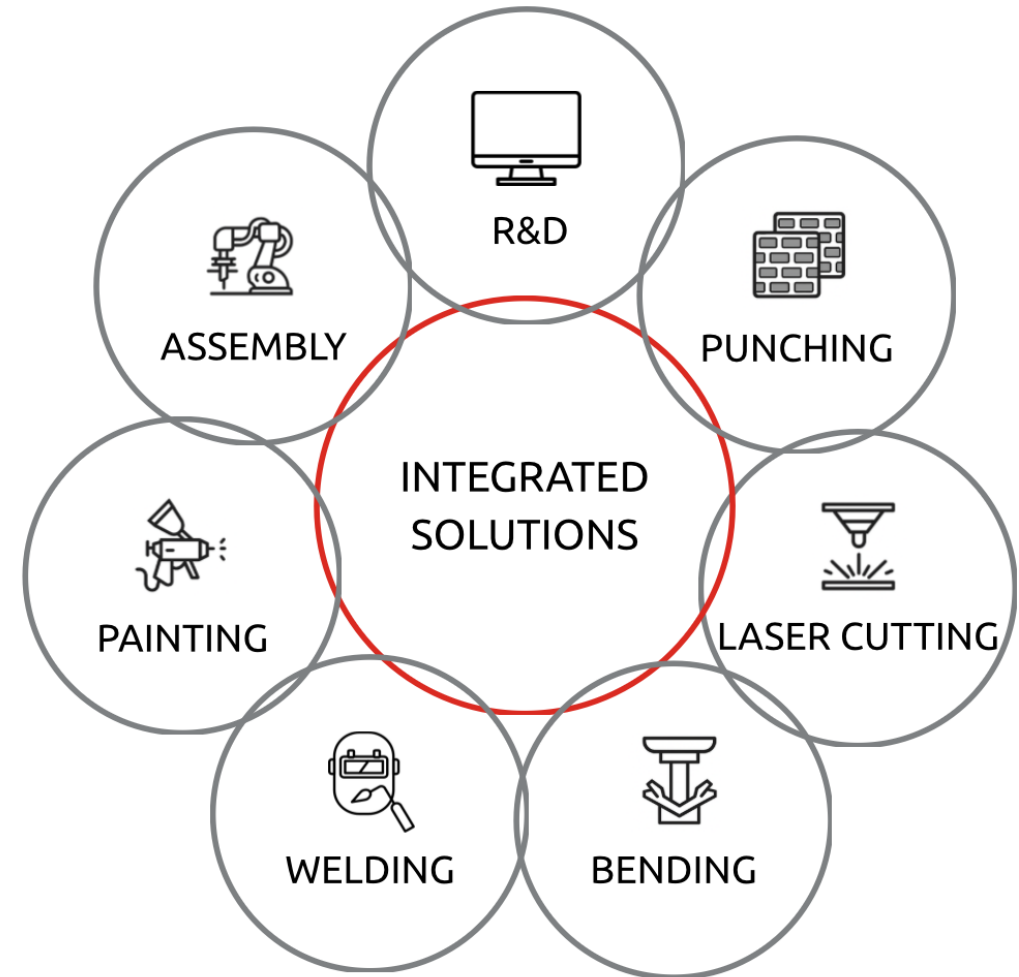 R&D
PUNCHING
ASSEMBLY
INTEGRATED
SOLUTIONS
LASER CUTTING
PAINTING
BENDING
WELDING